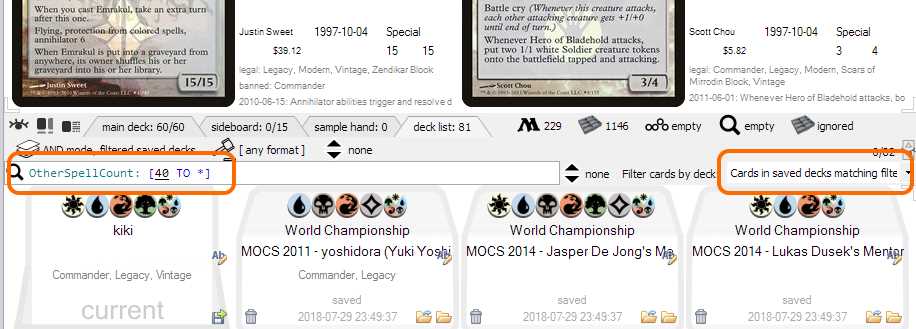 When you cast Emrakul, take an extra turn after this one.
Flying, protection from colored spells, annihilator 6
When Emrakul is put into a graveyard from anywhere, its owner shuffles his or her graveyard into his or her library.
15/15
Justin Sweet
Justin Sweet 1997-10-04 Special
$39.12 15 15
legal: Legacy, Modern, Vintage, Zendikar Block
banned: Commander
2010-06-15: Annihilator abilities trigger and resolve d
Battle cry (Whenever this creature attacks, each other attacking creature gets +1/+0 until end of turn.)
Whenever Hero of Bladehold attacks, put two 1/1 white Soldier creature tokens onto the battlefield tapped and attacking.
3/4
Scott Chou
Scott Chou 1997-10-04 Special
$5.82 3 4
legal: Commander, Legacy, Modern, Scars of
Mirrodin Block, Vintage
2011-06-01: Whenever Hero of Bladehold attacks, bo
main deck: 60/60 sideboard: 0/15 sample hand: 0 deck list: 81 229 1146 empty empty ignored
AND mode, filtered saved decks [ any format ] none
OtherSpellCount: [40 TO *] none Filter cards by deck Cards in saved decks matching filte
kiki
Commander, Legacy, Vintage
current
World Championship
MOCS 2011 - yoshidora (Yuki Yoshi
Commander, Legacy
saved
2018-07-29 23:49:37
World Championship
MOCS 2014 - Jasper De Jong's Ma
saved
2018-07-29 23:49:37
World Championship
MOCS 2014 - Lukas Dusek's Mentor
saved
2018-07-29 23:49:37